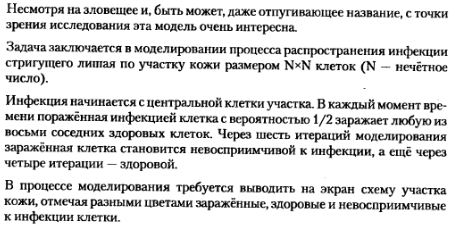 Несмотря на зловещее и, быть может, даже отпугивающее название, с точки
зрения исследования эта модель очень интересна.
Задача заключается в моделировании процесса распространения инфекции
стригущего лишая по участку кожи размером N×N клеток (N — нечётное
число).
Инфекция начинается с центральной клетки участка. В каждый момент вре-
мени поражённая инфекцией клетка с вероятностью 1/2 заражает любую из
восьми соседних здоровых клеток. Через шесть итераций моделирования
заражённая клетка становится невосприимчивой к инфекции, а ещё через
четыре итерации — здоровой.
В процессе моделирования требуется выводить на экран схему участка
кожи, отмечая разными цветами заражённые, здоровые и невосприимчивые
к инфекции клетки.